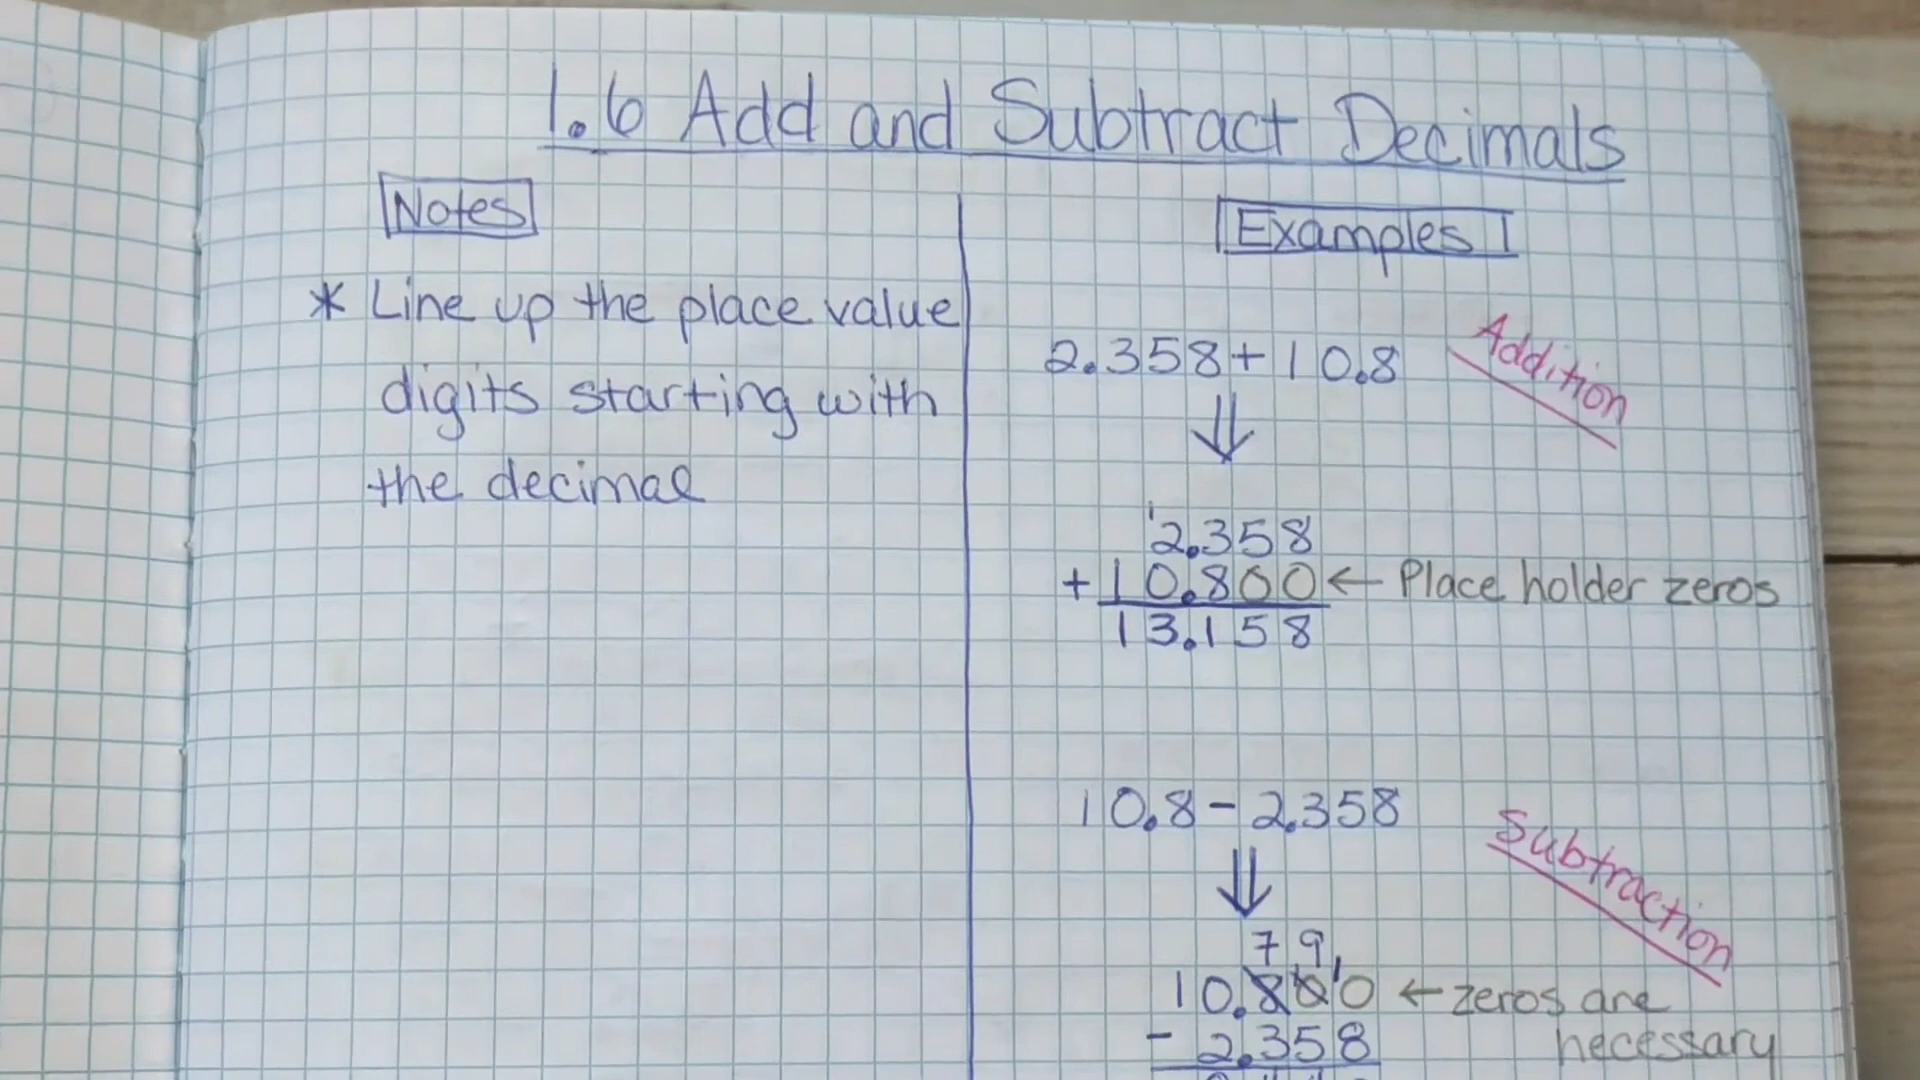 1.6 Add and Subtract Decimals
Notes
* Line up the place value
digits starting with
the decimal
Examples
2.358 + 10.8
Addition
⇓
1
2.358
+ 10.800 ← Place holder zeros
13.158
10.8 - 2.358
Subtraction
⇓
7 9 1
10.800 ← zeros are
- 2.358 necessary